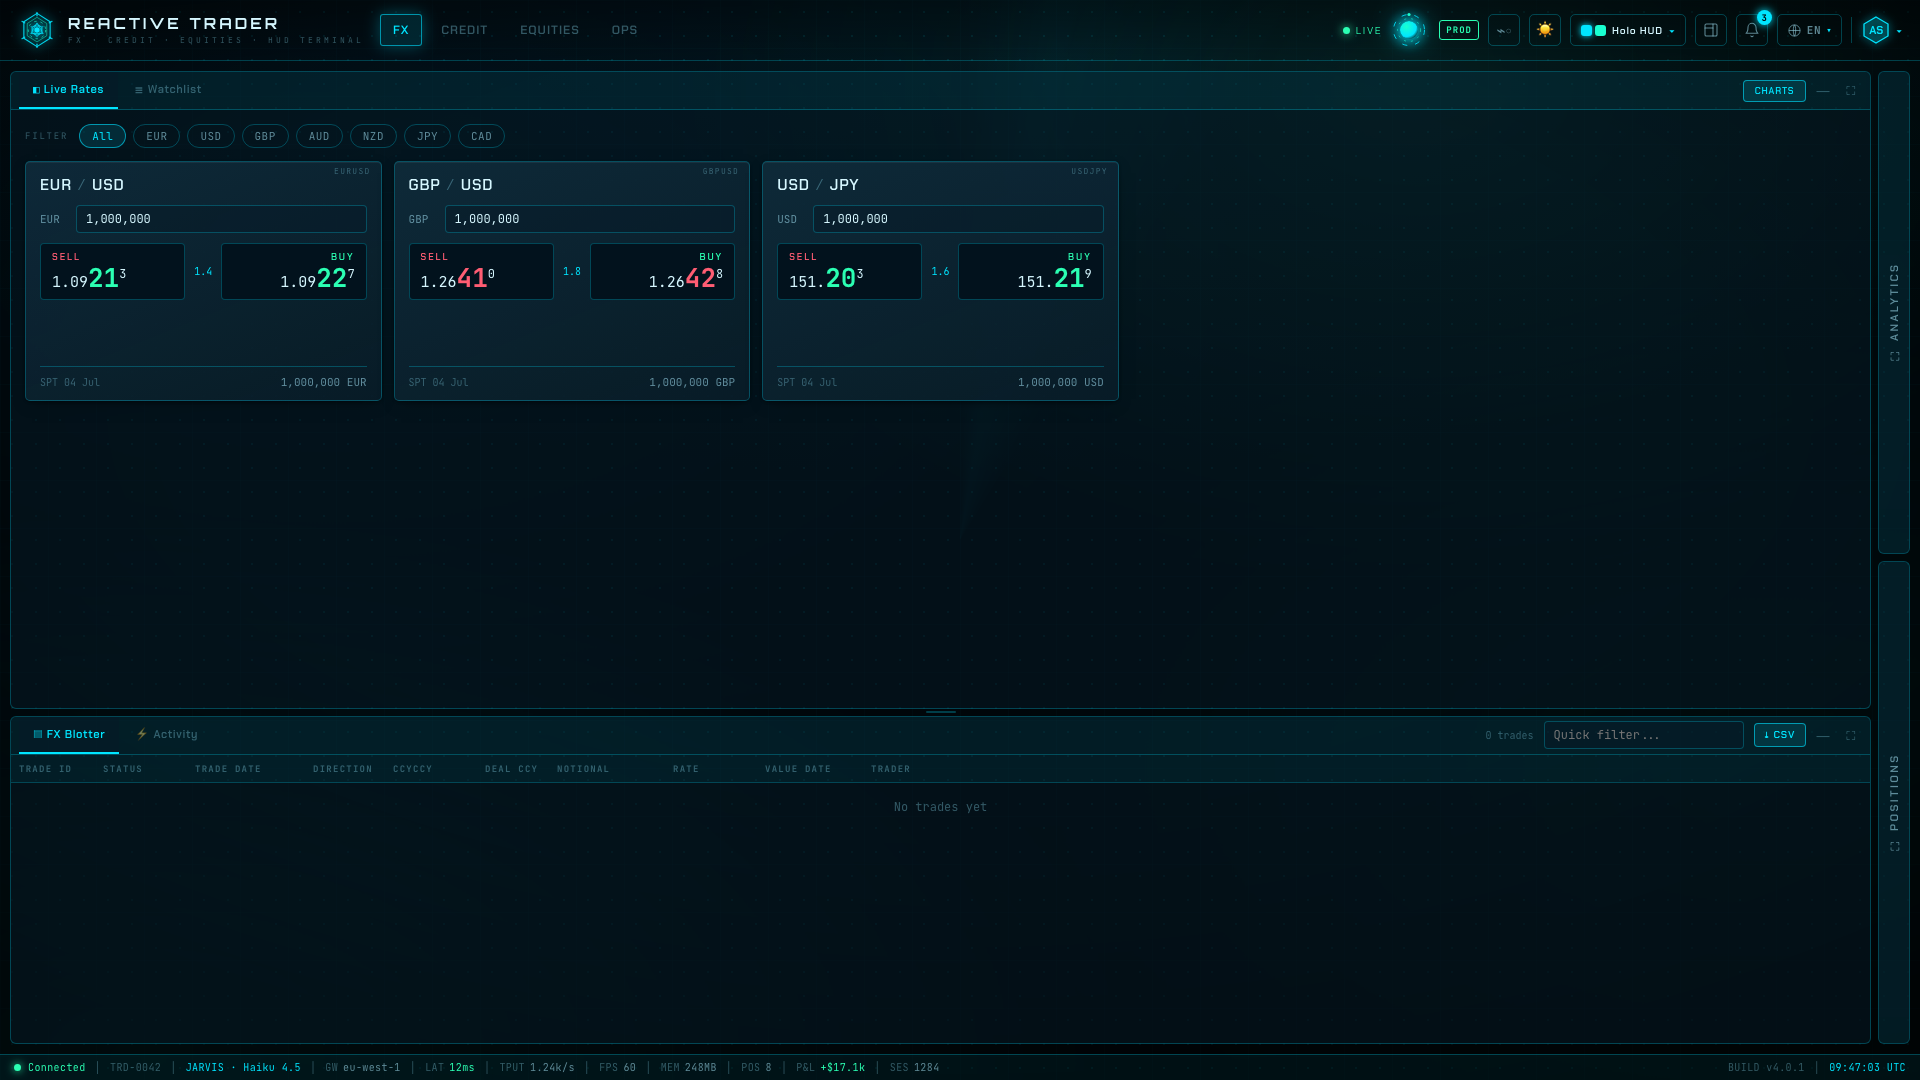 REACTIVE TRADER
FX · CREDIT · EQUITIES · HUD TERMINAL
FX CREDIT EQUITIES OPS
LIVE PROD Holo HUD 3 EN AS
Live Rates Watchlist CHARTS
FILTER All EUR USD GBP AUD NZD JPY CAD
EURUSD
EUR / USD
EUR 1,000,000
SELL BUY
1.09213 1.4 1.09227
SPT 04 Jul 1,000,000 EUR
GBPUSD
GBP / USD
GBP 1,000,000
SELL BUY
1.26410 1.8 1.26428
SPT 04 Jul 1,000,000 GBP
USDJPY
USD / JPY
USD 1,000,000
SELL BUY
151.203 1.6 151.219
SPT 04 Jul 1,000,000 USD
ANALYTICS
FX Blotter Activity 0 trades Quick filter... ↓ CSV
TRADE ID STATUS TRADE DATE DIRECTION CCYCCY DEAL CCY NOTIONAL RATE VALUE DATE TRADER
No trades yet
POSITIONS
Connected TRD-0042 JARVIS · Haiku 4.5 GW eu-west-1 LAT 12ms TPUT 1.24k/s FPS 60 MEM 248MB POS 8 P&L +$17.1k SES 1284 BUILD v4.0.1 09:47:03 UTC